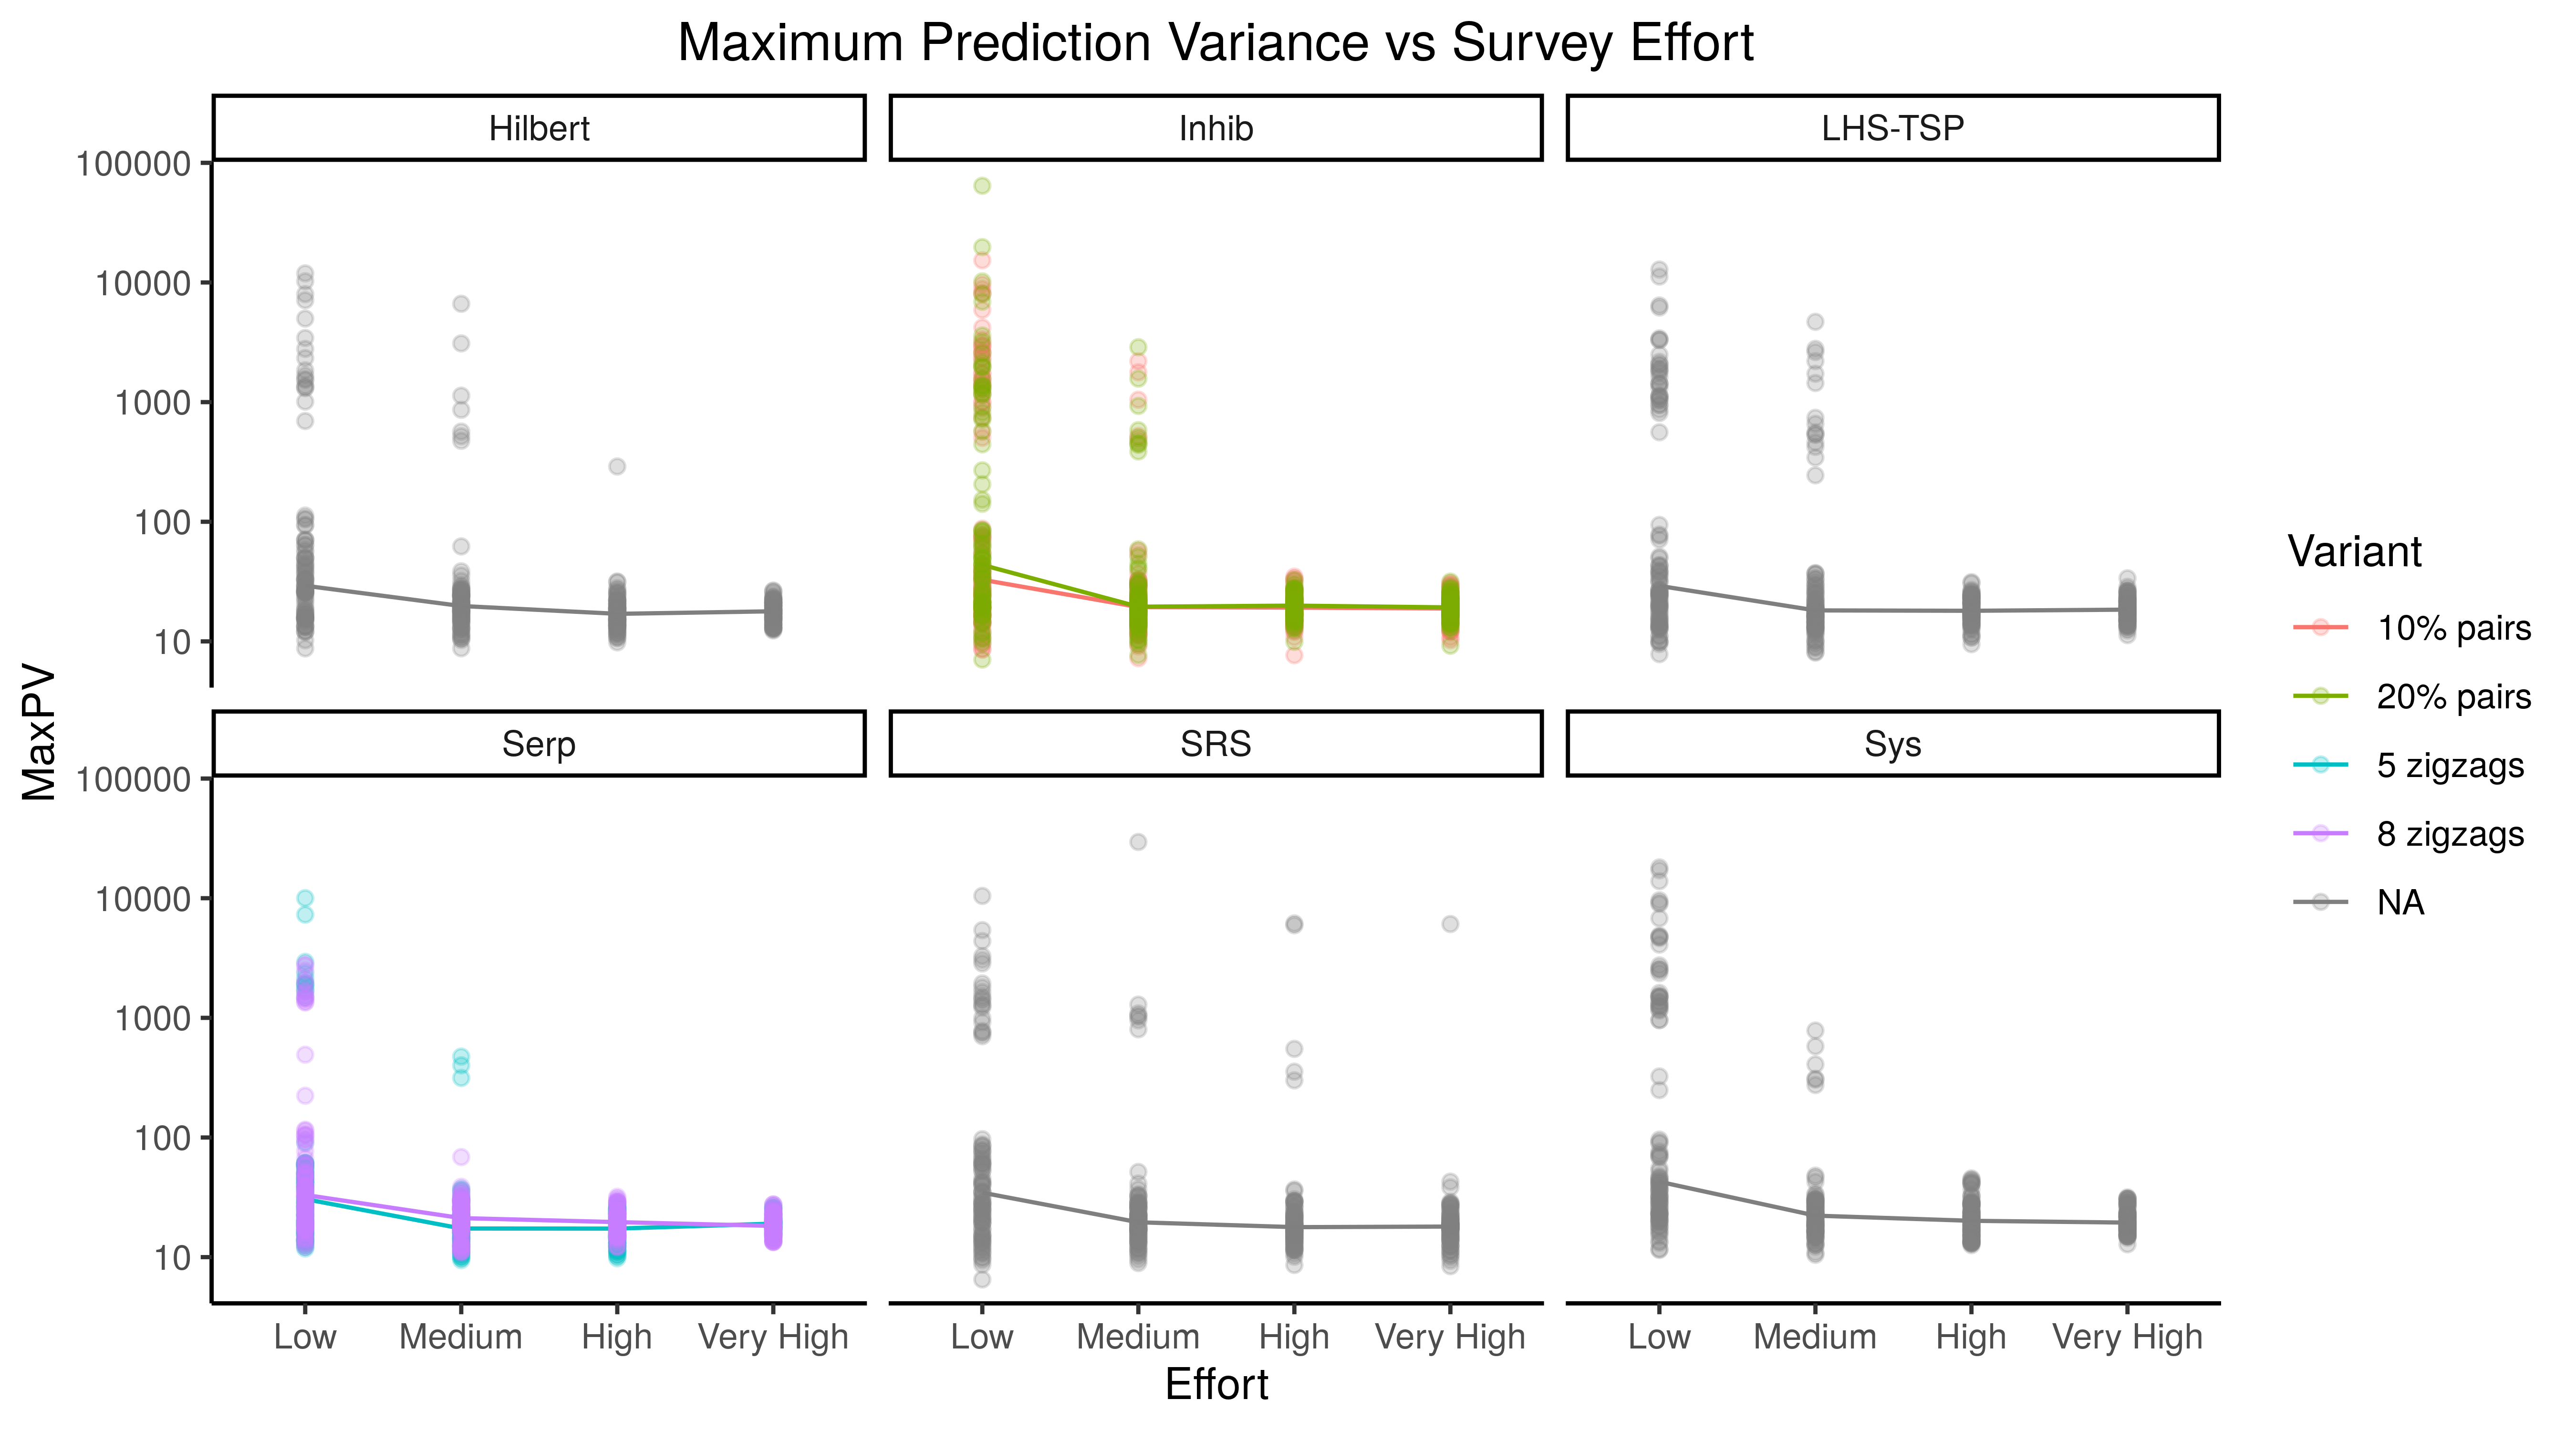 Maximum Prediction Variance vs Survey Effort
Hilbert
Inhib
LHS-TSP
100000
10000
1000
100
10
Serp
SRS
Sys
100000
10000
1000
100
10
MaxPV
Low Medium High Very High
Low Medium High Very High
Low Medium High Very High
Effort
Variant
10% pairs
20% pairs
5 zigzags
8 zigzags
NA